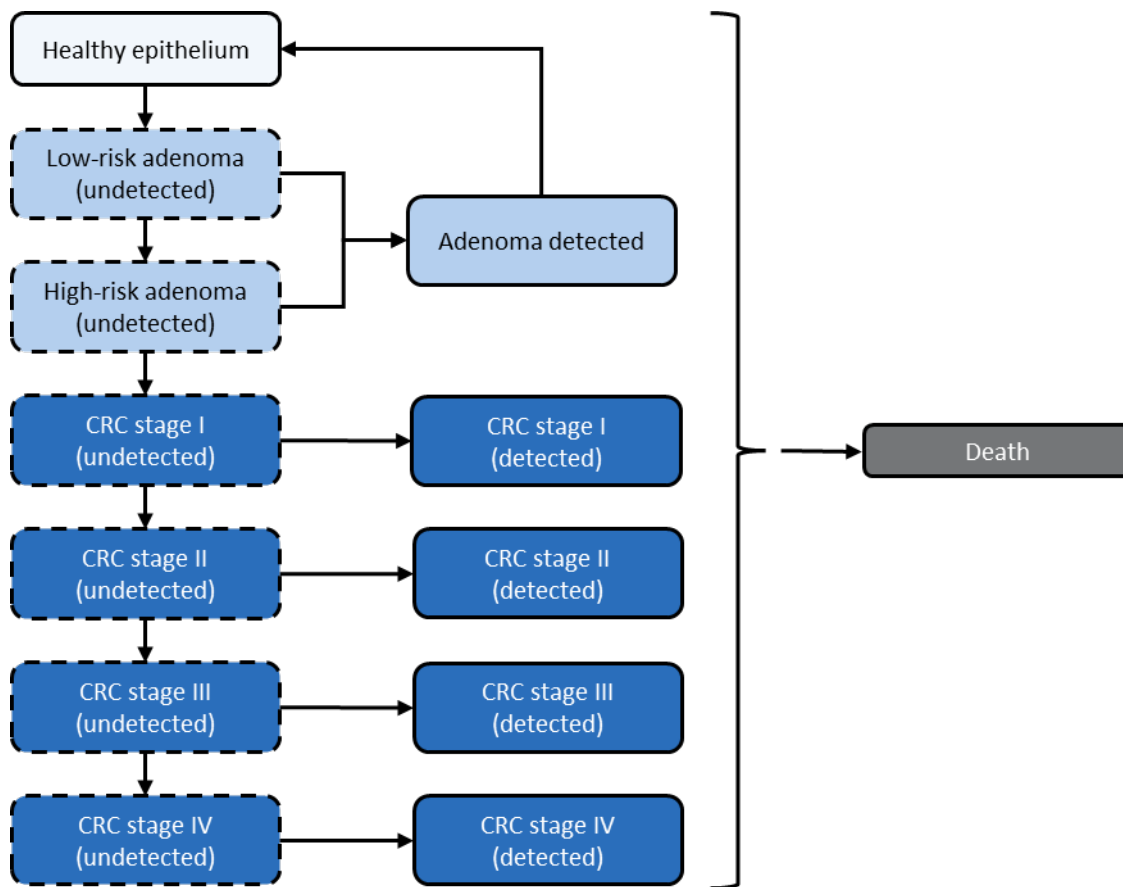 Healthy epithelium
Low-risk adenoma
(undetected)
Adenoma detected
High-risk adenoma
(undetected)
CRC stage I
(undetected)
CRC stage I
(detected)
Death
CRC stage II
(undetected)
CRC stage II
(detected)
CRC stage III
(undetected)
CRC stage III
(detected)
CRC stage IV
(undetected)
CRC stage IV
(detected)